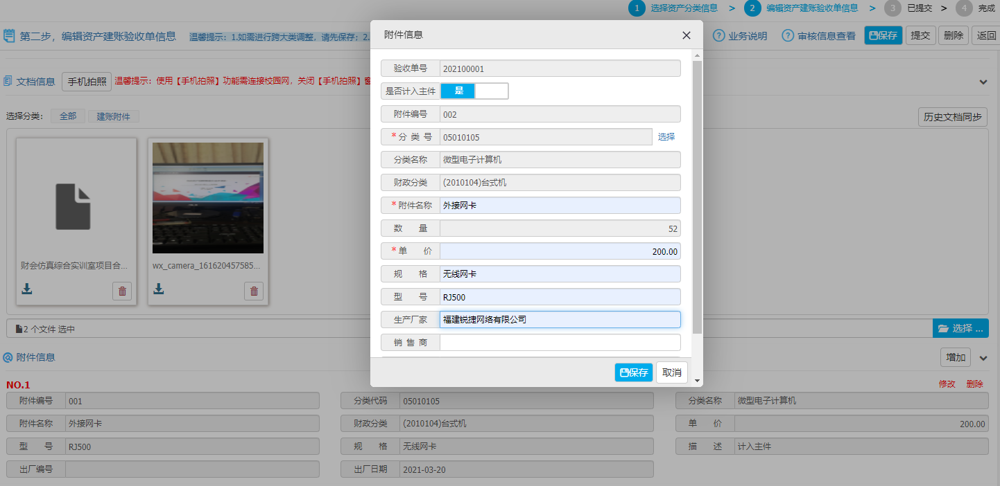 1 选择资产分类信息 > 2 编辑资产建账验收单信息 > 3 已提交 > 4 完成
第二步，编辑资产建账验收单信息 温馨提示：1.如需进行跨大类调整，请先保存；2.
业务说明 审核信息查看 保存 提交 删除 返回
文档信息 手机拍照 温馨提示：使用【手机拍照】功能需连接校园网，关闭【手机拍照】窗
选择分类： 全部 建账附件 历史文档同步
财会仿真综合实训室项目合...
wx_camera_161620457585...
2 个文件 选中
选择 ...
附件信息 增加
NO.1 修改 删除
附件编号 001 分类代码 05010105 分类名称 微型电子计算机
附件名称 外接网卡 财政分类 (2010104)台式机 单 价 200.00
型 号 RJ500 规 格 无线网卡 描 述 计入主件
出厂编号 出厂日期 2021-03-20
附件信息 ×
验收单号 202100001
是否计入主件 是
附件编号 002
*分 类 号 05010105 选择
分类名称 微型电子计算机
财政分类 (2010104)台式机
*附件名称 外接网卡
数 量 52
*单 价 200.00
规 格 无线网卡
型 号 RJ500
生产厂家 福建锐捷网络有限公司
销 售 商
保存 取消